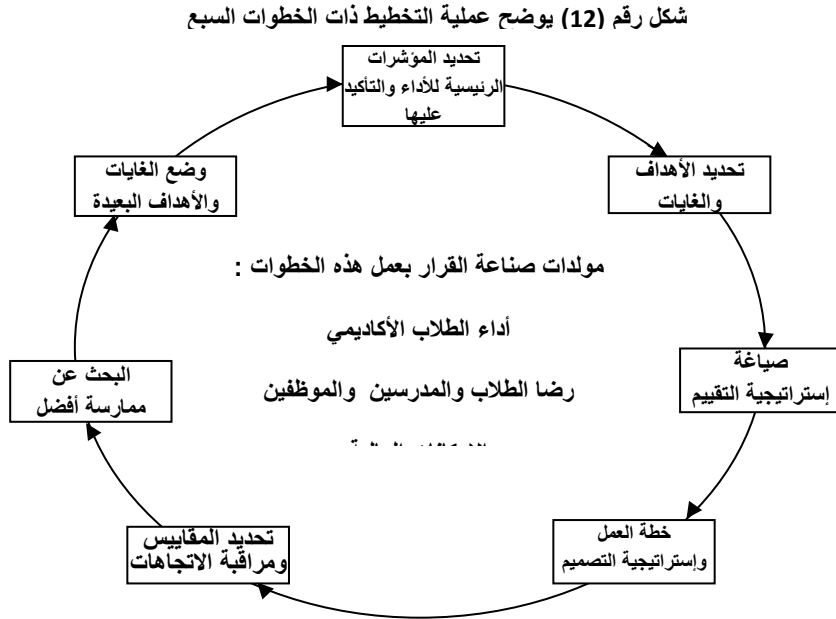 شكل رقم (12) يوضح عملية التخطيط ذات الخطوات السبع
تحديد المؤشرات
الرئيسية للأداء والتأكيد
عليها
تحديد الأهداف
والغايات
صياغة
إستراتيجية التقييم
خطة العمل
وإستراتيجية التصميم
تحديد المقاييس
ومراقبة الاتجاهات
البحث عن
ممارسة أفضل
وضع الغايات
والأهداف البعيدة
مولدات صناعة القرار بعمل هذه الخطوات :
أداء الطلاب الأكاديمي
رضا الطلاب والمدرسين والموظفين